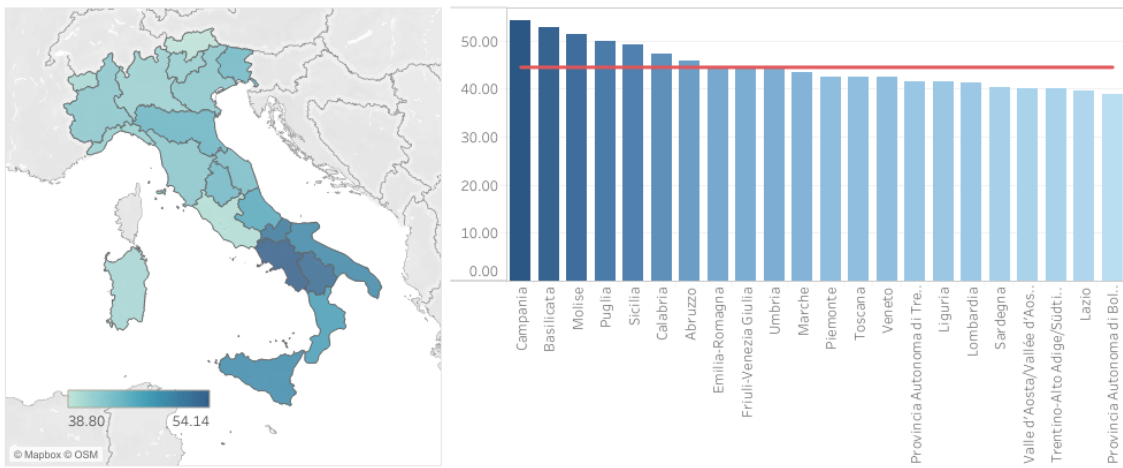 38.80
54.14
© Mapbox © OSM
50.00
40.00
30.00
20.00
10.00
0.00
Campania
Basilicata
Molise
Puglia
Sicilia
Calabria
Abruzzo
Emilia-Romagna
Friuli-Venezia Giulia
Umbria
Marche
Piemonte
Toscana
Veneto
Provincia Autonoma di Tre..
Liguria
Lombardia
Sardegna
Valle d'Aosta/Vallée d'Aos..
Trentino-Alto Adige/Südti..
Lazio
Provincia Autonoma di Bol..